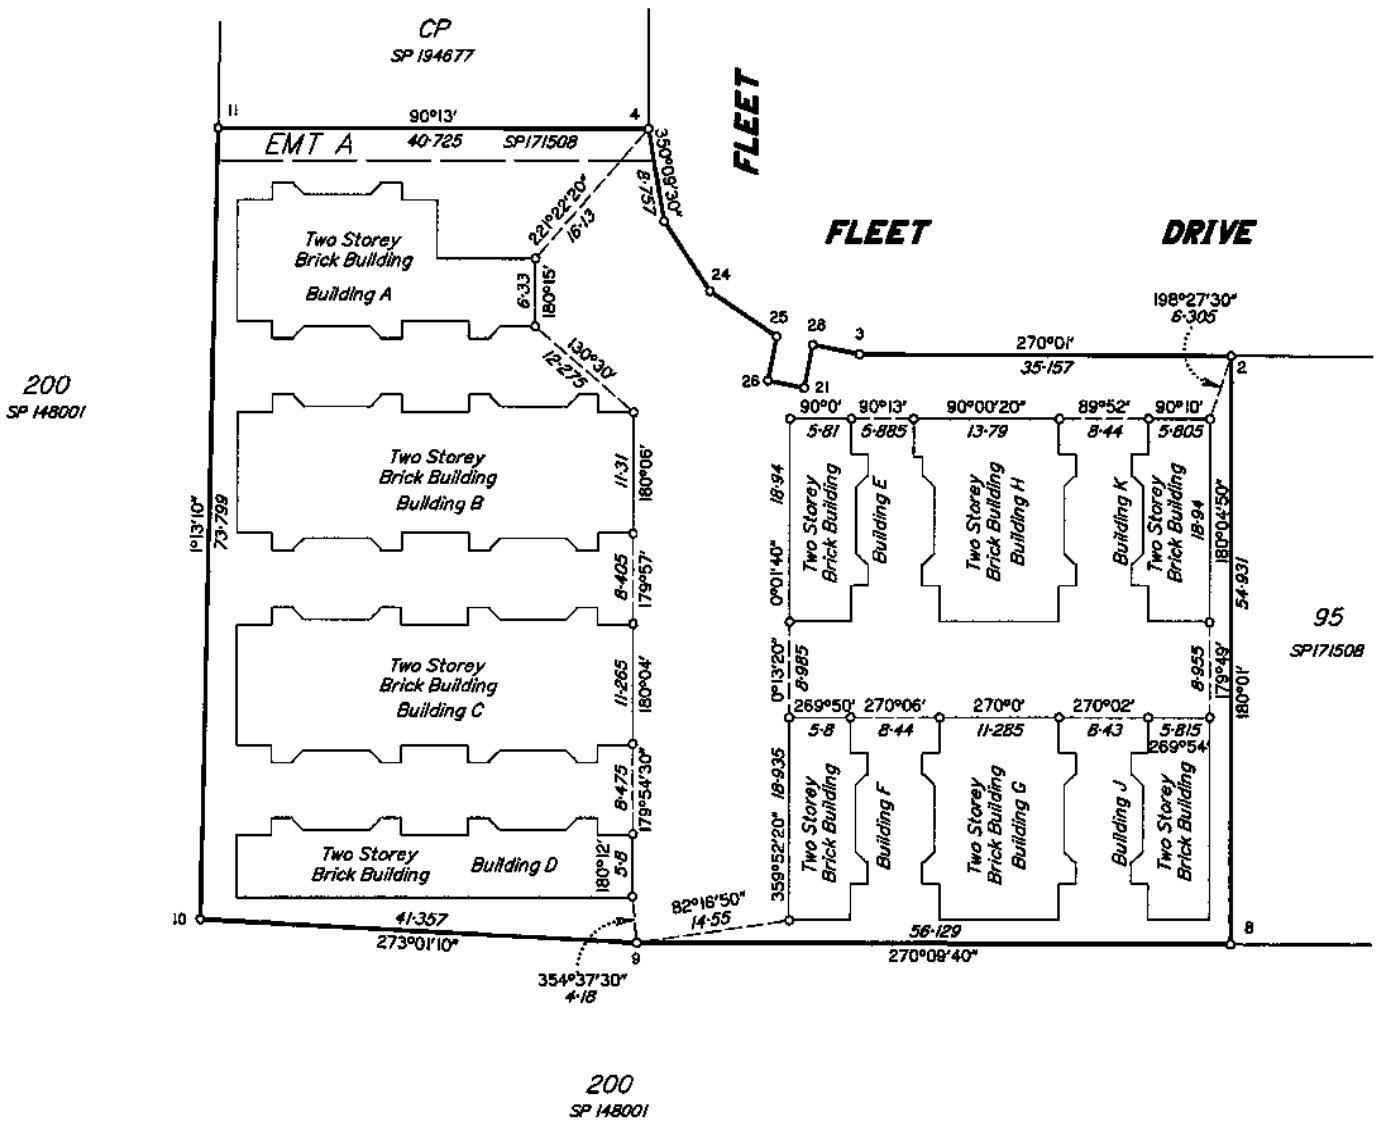 CP
SP 194677
11
90°13'
4
EMT A
40·725
SP171508
350°09'30"
8·757
FLEET
221°22'20"
16·13
Two Storey
Brick Building
Building A
6·33
180°15'
FLEET DRIVE
24
25
28
3
26
21
270°01'
35·157
198°27'30"
6·305
2
130°30'
12·275
200
SP 148001
1°13'10"
73·799
Two Storey
Brick Building
Building B
11·31
180°06'
8·405
179°57'
Two Storey
Brick Building
Building C
11·265
180°04'
8·475
179°54'30"
Two Storey
Brick Building
Building D
180°12'
5·8
90°0'
5·81
90°13'
5·885
90°00'20"
13·79
89°52'
8·44
90°10'
5·805
18·94
0°01'40"
Two Storey
Brick Building
Building E
Two Storey
Brick Building
Building H
Building K
Two Storey
Brick Building
18·94
180°04'50"
54·931
180°01'
95
SP171508
0°13'20"
8·985
8·955
179°49'
269°50'
5·8
270°06'
8·44
270°0'
11·285
270°02'
8·43
5·815
269°54'
18·935
359°52'20"
Two Storey
Brick Building
Building F
Two Storey
Brick Building
Building G
Building J
Two Storey
Brick Building
10
41·357
273°01'10"
82°16'50"
14·55
9
354°37'30"
4·18
56·129
270°09'40"
8
200
SP 148001